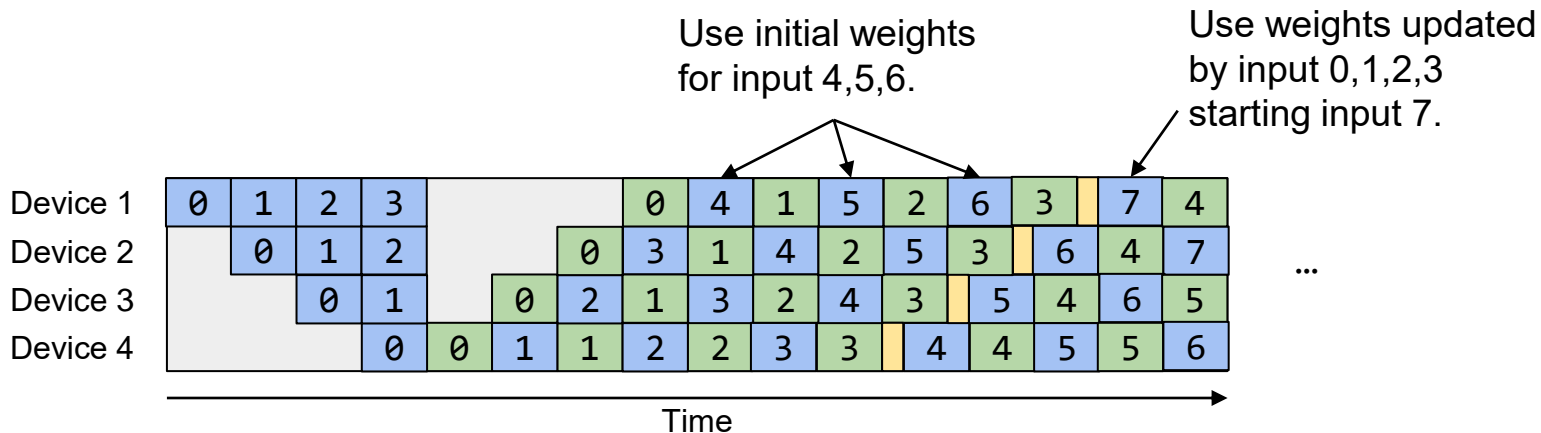 Use initial weights
for input 4,5,6.
Use weights updated
by input 0,1,2,3
starting input 7.
Device 1 0 1 2 3 0 4 1 5 2 6 3 7 4
Device 2 0 1 2 0 3 1 4 2 5 3 6 4 7
...
Device 3 0 1 0 2 1 3 2 4 3 5 4 6 5
Device 4 0 0 1 1 2 2 3 3 4 4 5 5 6
Time